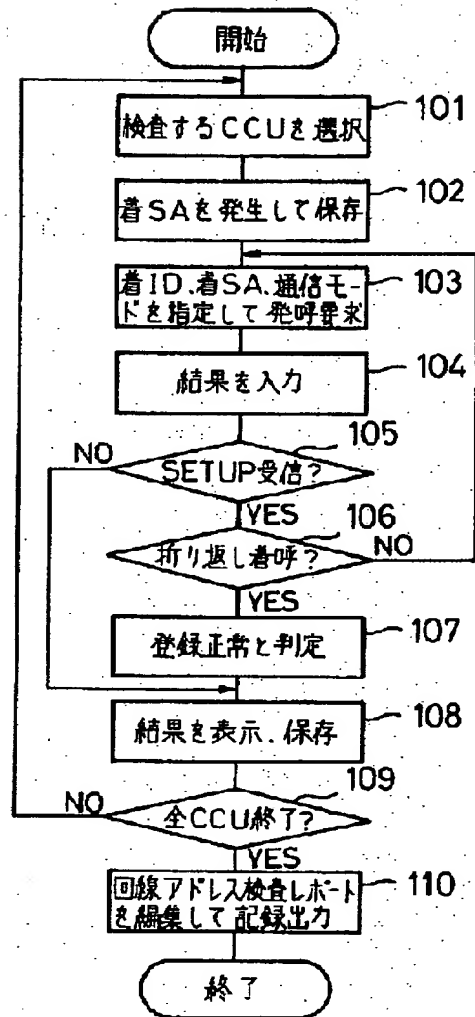 開始
検査するCCUを選択
101
着SAを発生して保存
102
着ID、着SA、通信モー
ドを指定して発呼要求
103
結果を入力
104
SETUP受信?
105
NO
YES
折り返し着呼?
106
NO
YES
登録正常と判定
107
結果を表示、保存
108
全CCU終了?
109
NO
YES
回線アドレス検査レポート
を編集して記録出力
110
終了